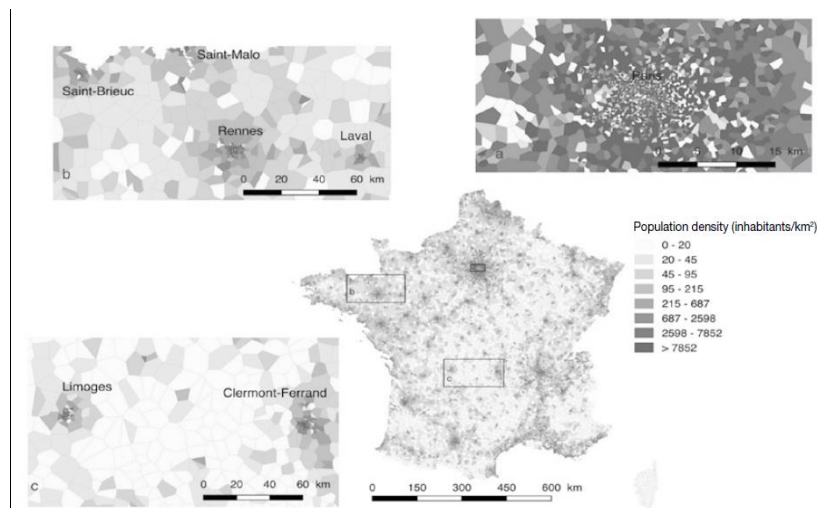 Saint-Malo
Saint-Brieuc
Rennes
Laval
b
0 20 40 60 km
Paris
a
0 5 10 15 km
Population density (inhabitants/km²)
0 - 20
20 - 45
45 - 95
95 - 215
215 - 687
687 - 2598
2598 - 7852
> 7852
b
c
Limoges
Clermont-Ferrand
c
0 20 40 60 km
0 150 300 450 600 km